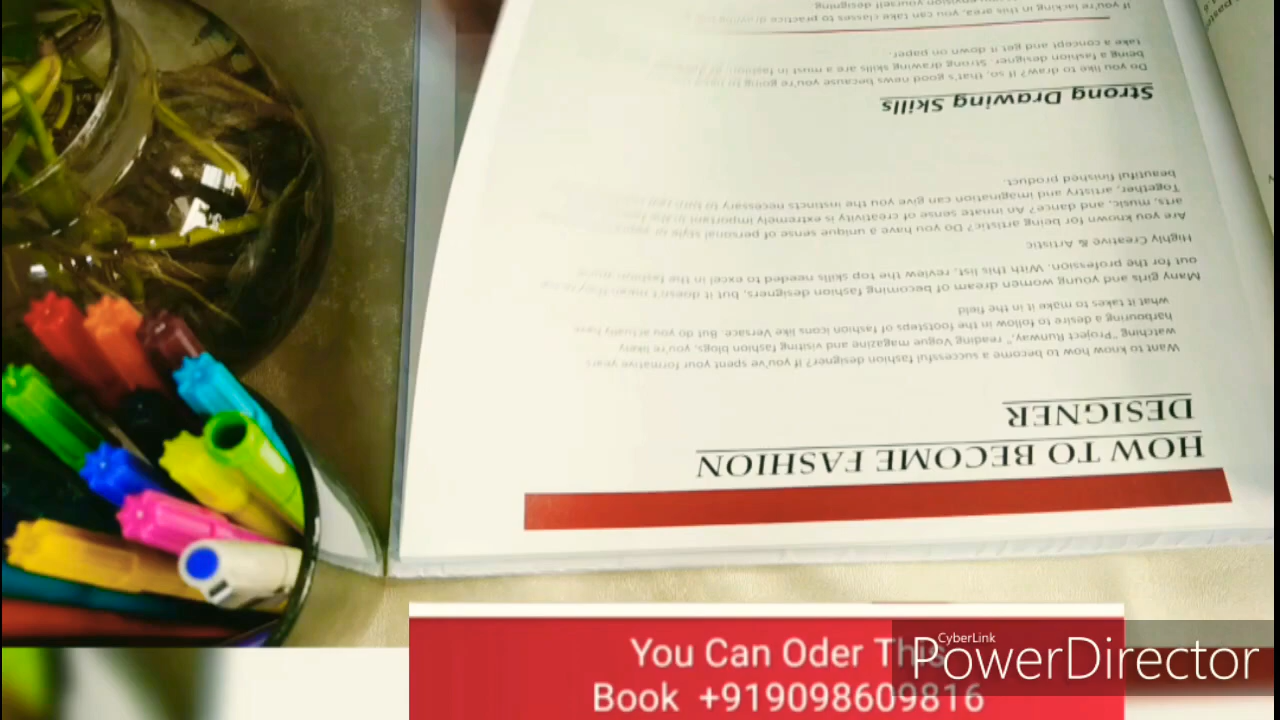 HOW TO BECOME FASHION
DESIGNER
Want to know how to become a successful fashion designer? If you've spent your formative years
watching "Project Runway," reading Vogue magazine and visiting fashion blogs, you're likely
harbouring a desire to follow in the footsteps of fashion icons like Versace. But do you actually have
what it takes to make it in the field
Many girls and young women dream of becoming fashion designers, but it doesn't mean they're
out for the profession. With this list, review the top skills needed to excel in the fashion
Highly Creative & Artistic
Are you known for being artistic? Do you have a unique sense of personal style
arts, music, and dance? An innate sense of creativity is extremely important in the
Together, artistry and imagination can give you the instincts necessary to
beautiful finished product.
Strong Drawing Skills
Do you like to draw? If so, that's good news because you're going to
being a fashion designer. Strong drawing skills are a must in fashion
take a concept and get it down on paper.
If you're lacking in this area, you can take classes to practice drawing
envision yourself designing.
You Can Oder This
Book +919098609816
CyberLink
PowerDirector